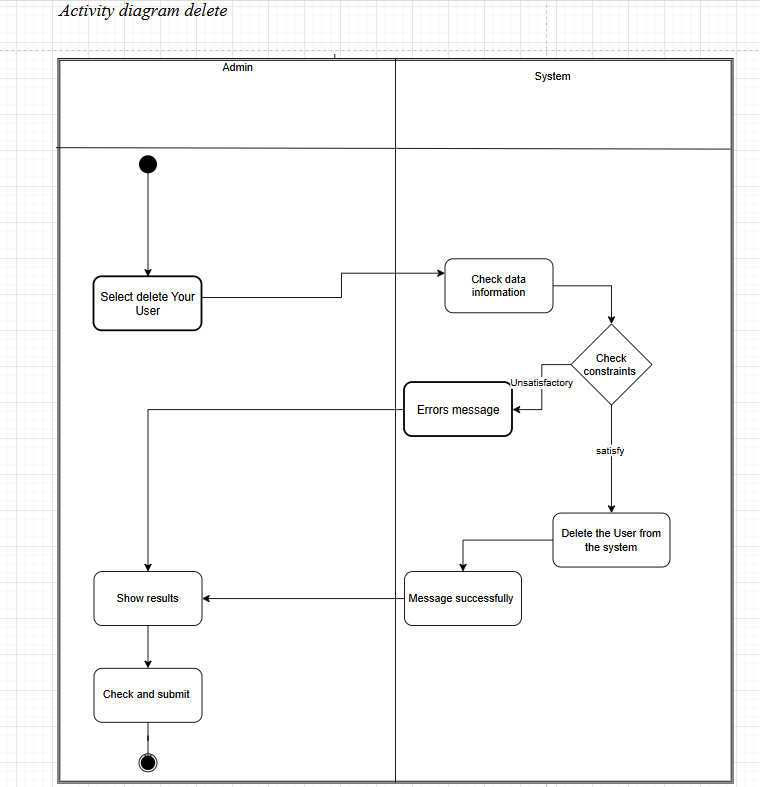 Activity diagram delete
Admin
System
Select delete Your
User
Check data
information
Check
constraints
Unsatisfactory
Errors message
satisfy
Delete the User from
the system
Show results
Message successfully
Check and submit